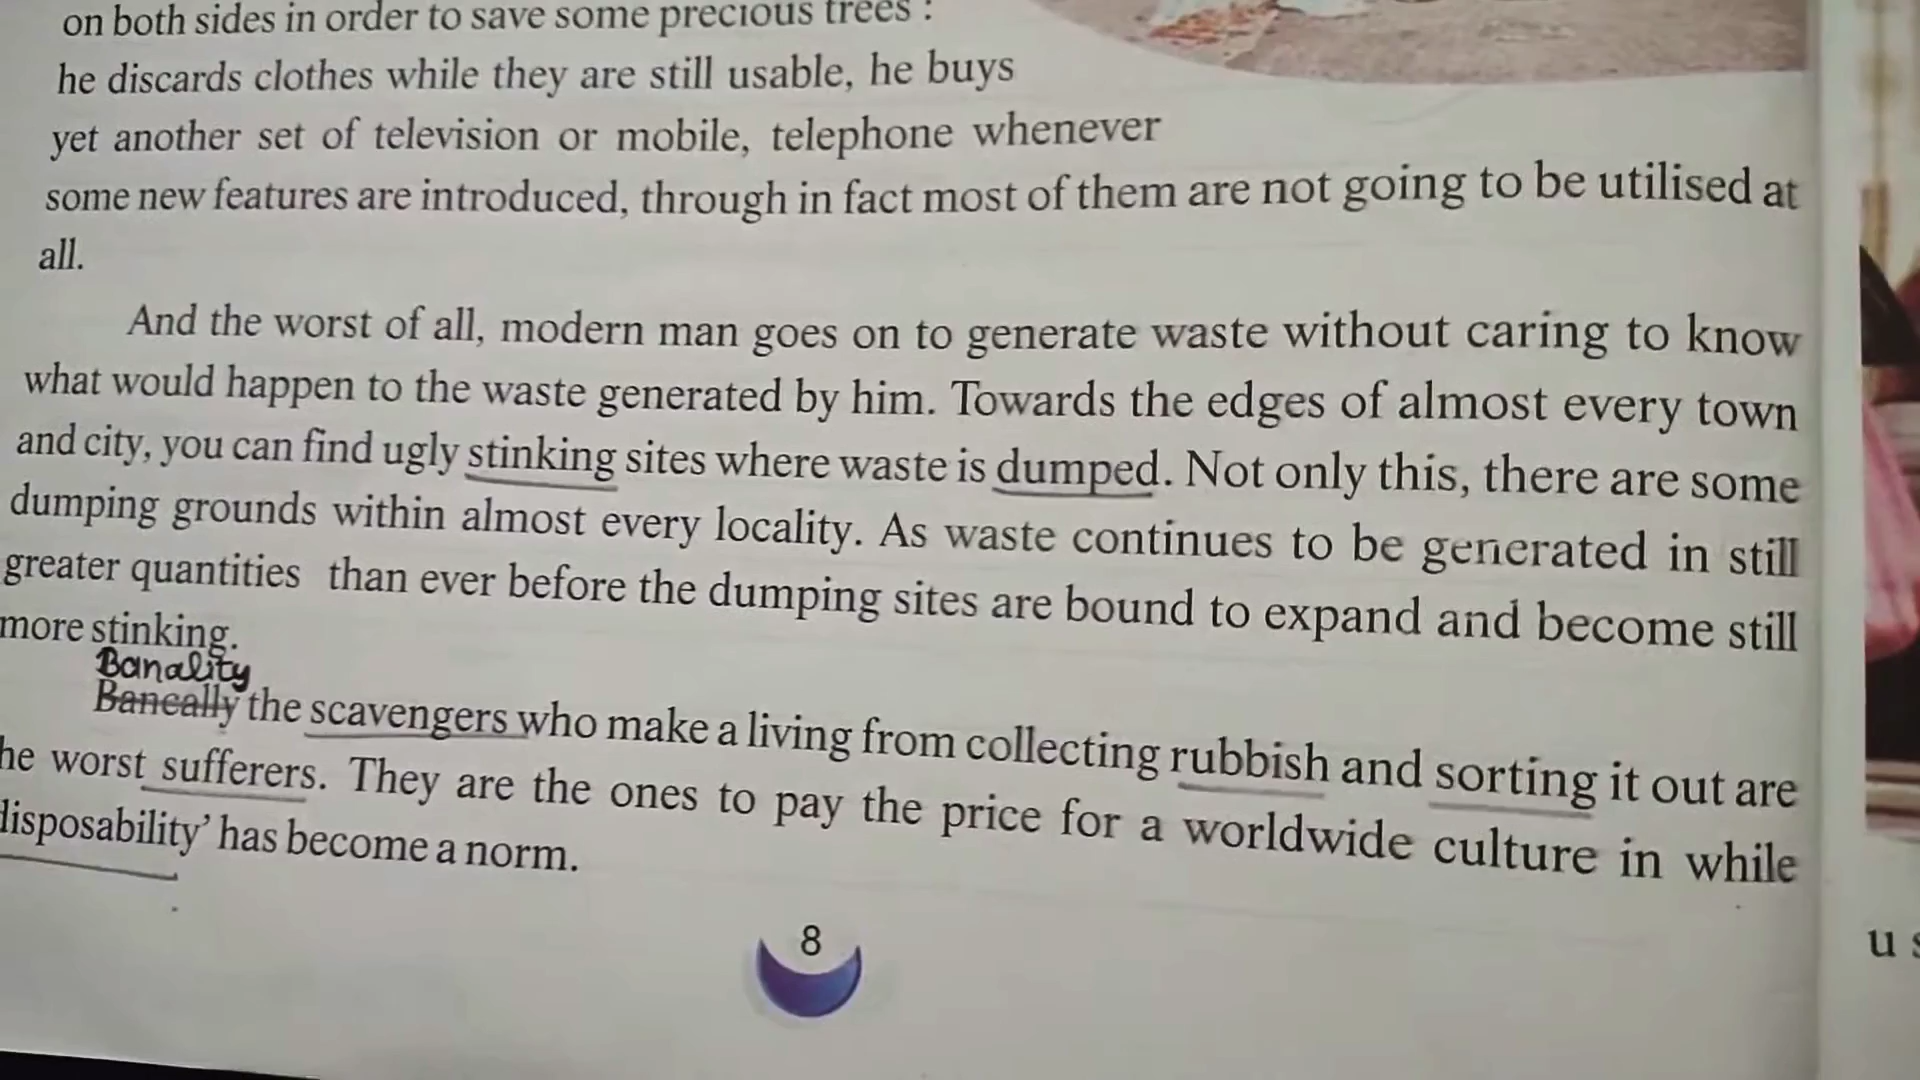 on both sides in order to save some precious trees :
he discards clothes while they are still usable, he buys
yet another set of television or mobile, telephone whenever
some new features are introduced, through in fact most of them are not going to be utilised at
all.
And the worst of all, modern man goes on to generate waste without caring to know
what would happen to the waste generated by him. Towards the edges of almost every town
and city, you can find ugly stinking sites where waste is dumped. Not only this, there are some
dumping grounds within almost every locality. As waste continues to be generated in still
greater quantities than ever before the dumping sites are bound to expand and become still
more stinking.
Banality
Baneally the scavengers who make a living from collecting rubbish and sorting it out are
he worst sufferers. They are the ones to pay the price for a worldwide culture in while
disposability' has become a norm.
8
u s